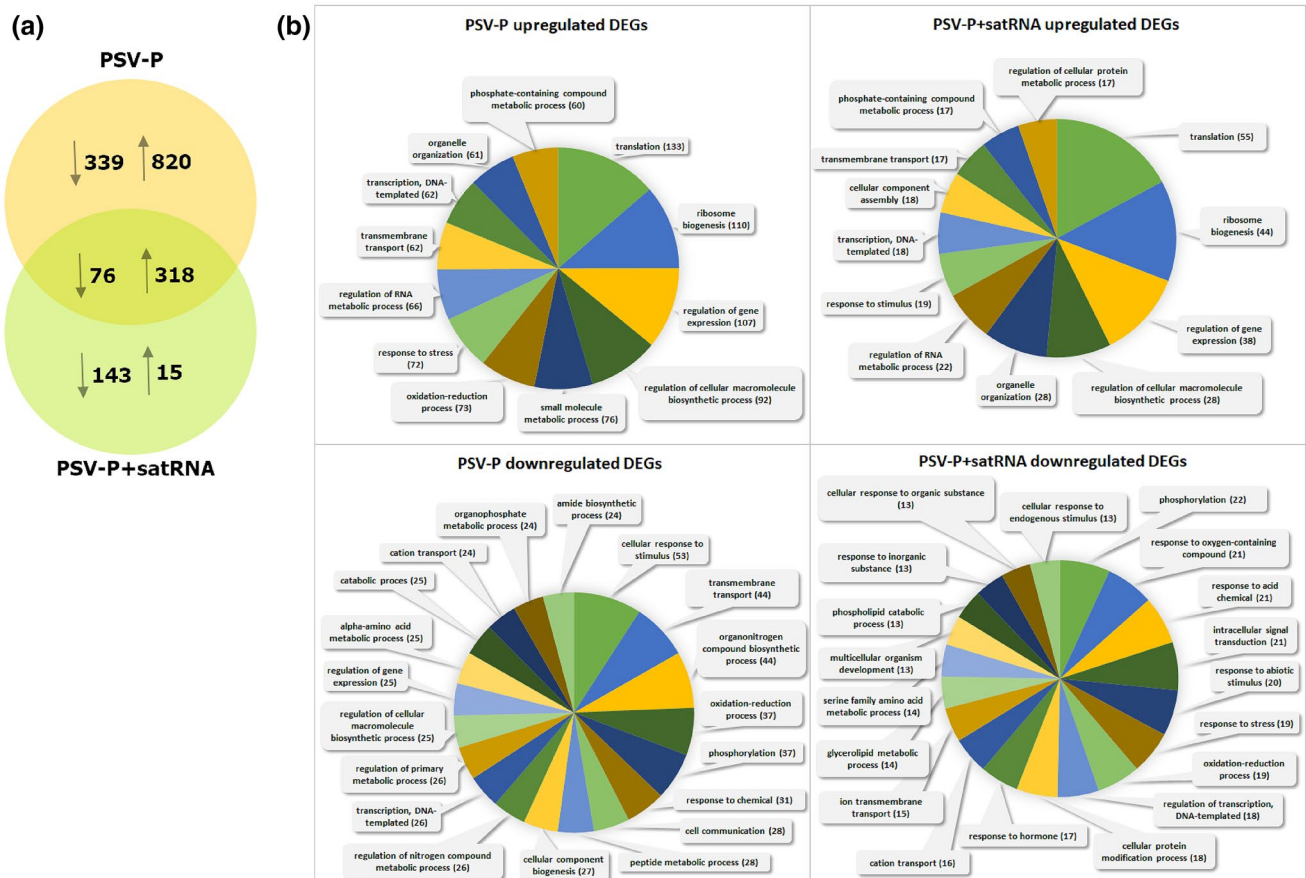 (a)
PSV-P
339
820
76
318
143
15
PSV-P+satRNA
(b)
PSV-P upregulated DEGs
phosphate-containing compound
metabolic process (60)
organelle
organization (61)
transcription, DNA-
templated (62)
transmembrane
transport (62)
regulation of RNA
metabolic process (66)
response to stress
(72)
oxidation-reduction
process (73)
small molecule
metabolic process (76)
regulation of cellular macromolecule
biosynthetic process (92)
regulation of gene
expression (107)
ribosome
biogenesis (110)
translation (133)
PSV-P+satRNA upregulated DEGs
regulation of cellular protein
metabolic process (17)
phosphate-containing compound
metabolic process (17)
transmembrane transport (17)
cellular component
assembly (18)
transcription, DNA-
templated (18)
response to stimulus (19)
regulation of RNA
metabolic process (22)
organelle
organization (28)
regulation of cellular macromolecule
biosynthetic process (28)
regulation of gene
expression (38)
ribosome
biogenesis (44)
translation (55)
PSV-P downregulated DEGs
amide biosynthetic
process (24)
organophosphate
metabolic process (24)
cation transport (24)
catabolic proces (25)
alpha-amino acid
metabolic process (25)
regulation of gene
expression (25)
regulation of cellular
macromolecule
biosynthetic process (25)
regulation of primary
metabolic process (26)
transcription, DNA-
templated (26)
regulation of nitrogen compound
metabolic process (26)
cellular component
biogenesis (27)
peptide metabolic process (28)
cell communication (28)
response to chemical (31)
phosphorylation (37)
oxidation-reduction
process (37)
organonitrogen
compound biosynthetic
process (44)
transmembrane
transport (44)
cellular response to
stimulus (53)
PSV-P+satRNA downregulated DEGs
cellular response to organic substance
(13)
cellular response to
endogenous stimulus (13)
response to inorganic
substance (13)
phospholipid catabolic
process (13)
multicellular organism
development (13)
serine family amino acid
metabolic process (14)
glycerolipid metabolic
process (14)
ion transmembrane
transport (15)
cation transport (16)
response to hormone (17)
cellular protein
modification process (18)
regulation of transcription,
DNA-templated (18)
oxidation-reduction
process (19)
response to stress (19)
response to abiotic
stimulus (20)
intracellular signal
transduction (21)
response to acid
chemical (21)
response to oxygen-containing
compound (21)
phosphorylation (22)